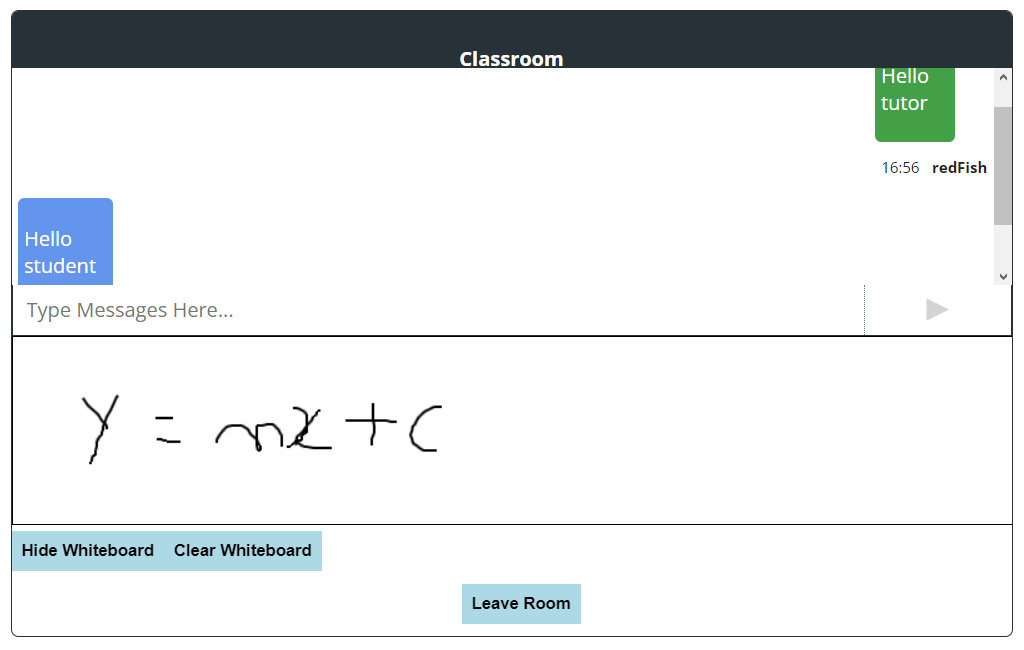 Classroom
Hello
tutor
16:56 redFish
Hello
student
Type Messages Here...
y = mx + c
Hide Whiteboard Clear Whiteboard
Leave Room